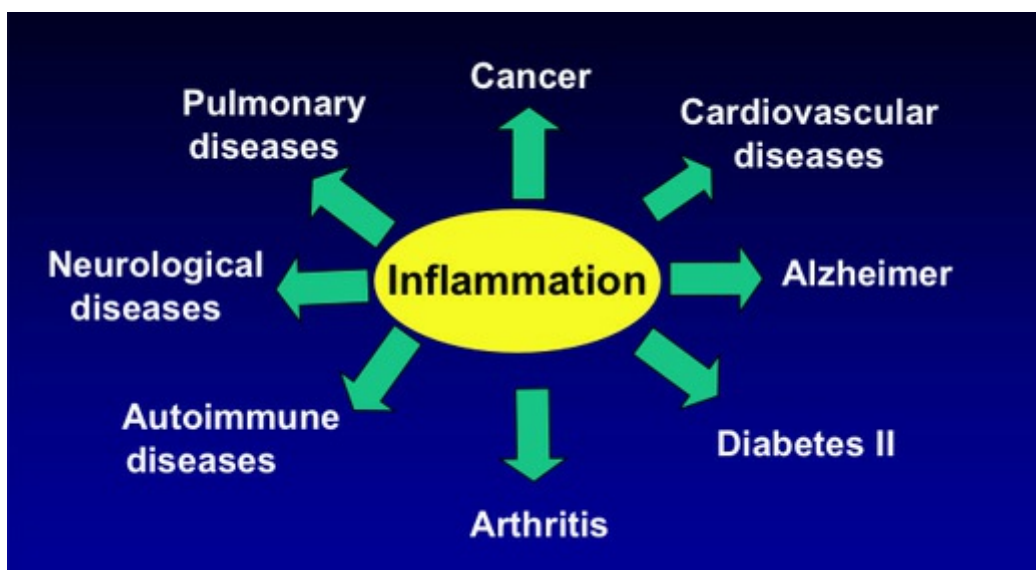 Cancer
Pulmonary
diseases
Cardiovascular
diseases
Neurological
diseases
Inflammation
Alzheimer
Autoimmune
diseases
Diabetes II
Arthritis